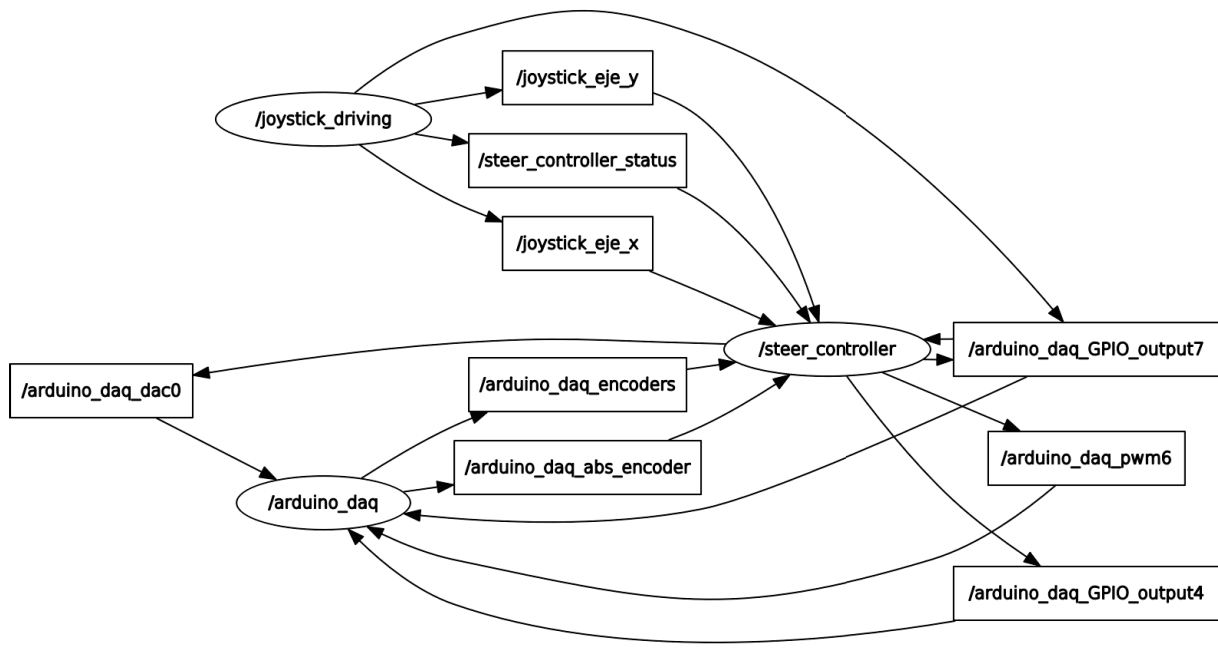 /joystick_eje_y
/joystick_driving
/steer_controller_status
/joystick_eje_x
/steer_controller
/arduino_daq_GPIO_output7
/arduino_daq_dac0
/arduino_daq_encoders
/arduino_daq_abs_encoder
/arduino_daq_pwm6
/arduino_daq
/arduino_daq_GPIO_output4